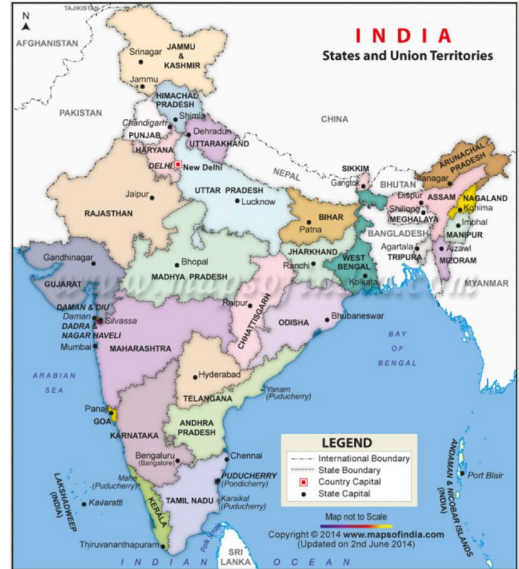 TAJIKISTAN
N
AFGHANISTAN
INDIA
States and Union Territories
JAMMU
&
KASHMIR
Srinagar
Jammu
PAKISTAN
CHINA
HIMACHAL
PRADESH
Shimla
Chandigarh
PUNJAB
Dehradun
UTTARAKHAND
HARYANA
DELHI
New Delhi
NEPAL
SIKKIM
Gangtok
BHUTAN
ARUNACHAL
PRADESH
Itanagar
RAJASTHAN
Jaipur
UTTAR PRADESH
Lucknow
BIHAR
Patna
Dispur
ASSAM
NAGALAND
Kohima
Shillong
MEGHALAYA
Imphal
MANIPUR
BANGLADESH
Agartala
TRIPURA
Aizawl
MIZORAM
MYANMAR
Gandhinagar
GUJARAT
Bhopal
MADHYA PRADESH
JHARKHAND
Ranchi
WEST
BENGAL
Kolkata
www.mapsofindia.com
DAMAN & DIU
Daman
Silvassa
DADRA &
NAGAR HAVELI
Mumbai
MAHARASHTRA
Raipur
CHHATTISGARH
ODISHA
Bhubaneswar
ARABIAN
SEA
BAY
OF
BENGAL
Hyderabad
TELANGANA
Yanam
(Puducherry)
Panaji
GOA
KARNATAKA
ANDHRA
PRADESH
Bengaluru
(Bangalore)
Chennai
Mahe
(Puducherry)
PUDUCHERRY
(Pondicherry)
Karaikal
(Puducherry)
TAMIL NADU
KERALA
LAKSHADWEEP
(INDIA)
Kavaratti
Thiruvananthapuram
SRI
LANKA
INDIAN OCEAN
ANDAMAN & NICOBAR ISLANDS
(INDIA)
Port Blair
LEGEND
International Boundary
State Boundary
Country Capital
State Capital
Map not to Scale
Copyright © 2014 www.mapsofindia.com
(Updated on 2nd June 2014)